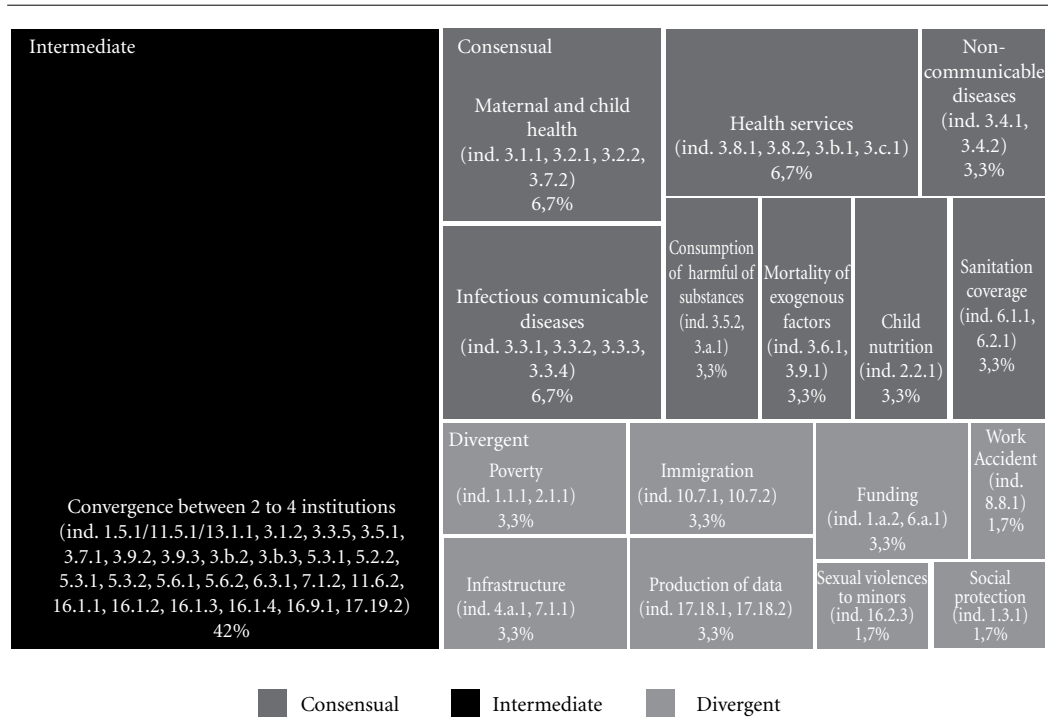 Intermediate
Convergence between 2 to 4 institutions
(ind. 1.5.1/11.5.1/13.1.1, 3.1.2, 3.3.5, 3.5.1,
3.7.1, 3.9.2, 3.9.3, 3.b.2, 3.b.3, 5.3.1, 5.2.2,
5.3.1, 5.3.2, 5.6.1, 5.6.2, 6.3.1, 7.1.2, 11.6.2,
16.1.1, 16.1.2, 16.1.3, 16.1.4, 16.9.1, 17.19.2)
42%
Consensual
Maternal and child
health
(ind. 3.1.1, 3.2.1, 3.2.2,
3.7.2)
6,7%
Health services
(ind. 3.8.1, 3.8.2, 3.b.1, 3.c.1)
6,7%
Non-
communicable
diseases
(ind. 3.4.1,
3.4.2)
3,3%
Infectious comunicable
diseases
(ind. 3.3.1, 3.3.2, 3.3.3,
3.3.4)
6,7%
Consumption
of harmful of
substances
(ind. 3.5.2,
3.a.1)
3,3%
Mortality of
exogenous
factors
(ind. 3.6.1,
3.9.1)
3,3%
Child
nutrition
(ind. 2.2.1)
3,3%
Sanitation
coverage
(ind. 6.1.1,
6.2.1)
3,3%
Divergent
Poverty
(ind. 1.1.1, 2.1.1)
3,3%
Immigration
(ind. 10.7.1, 10.7.2)
3,3%
Funding
(ind. 1.a.2, 6.a.1)
3,3%
Work
Accident
(ind.
8.8.1)
1,7%
Infrastructure
(ind. 4.a.1, 7.1.1)
3,3%
Production of data
(ind. 17.18.1, 17.18.2)
3,3%
Sexual violences
to minors
(ind. 16.2.3)
1,7%
Social
protection
(ind. 1.3.1)
1,7%
Consensual
Intermediate
Divergent